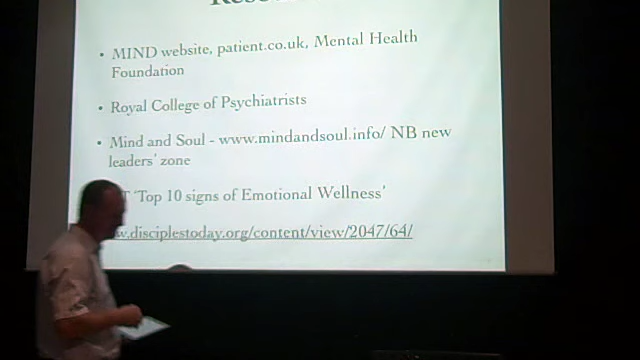 • MIND website, patient.co.uk, Mental Health
Foundation
• Royal College of Psychiatrists
• Mind and Soul - www.mindandsoul.info/ NB new
leaders' zone
'Top 10 signs of Emotional Wellness'
w.disciplestoday.org/content/view/2047/64/